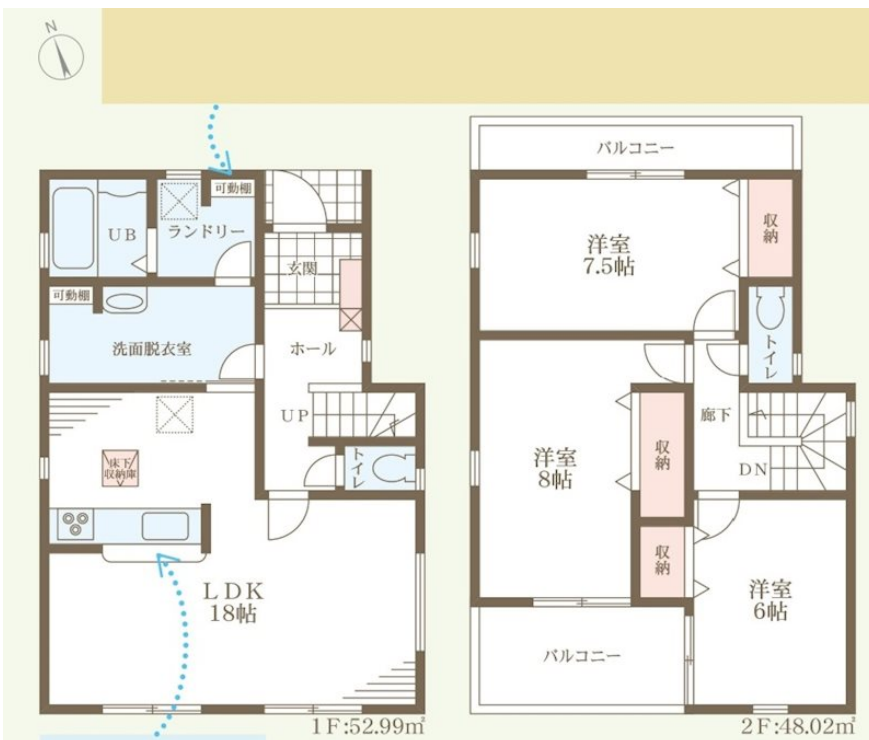 N
UB
ランドリー
可動棚
可動棚
洗面脱衣室
玄関
ホール
UP
トイレ
床下
収納庫
LDK
18帖
1F:52.99㎡
バルコニー
洋室
7.5帖
収納
トイレ
洋室
8帖
収納
廊下
DN
収納
洋室
6帖
バルコニー
2F:48.02㎡